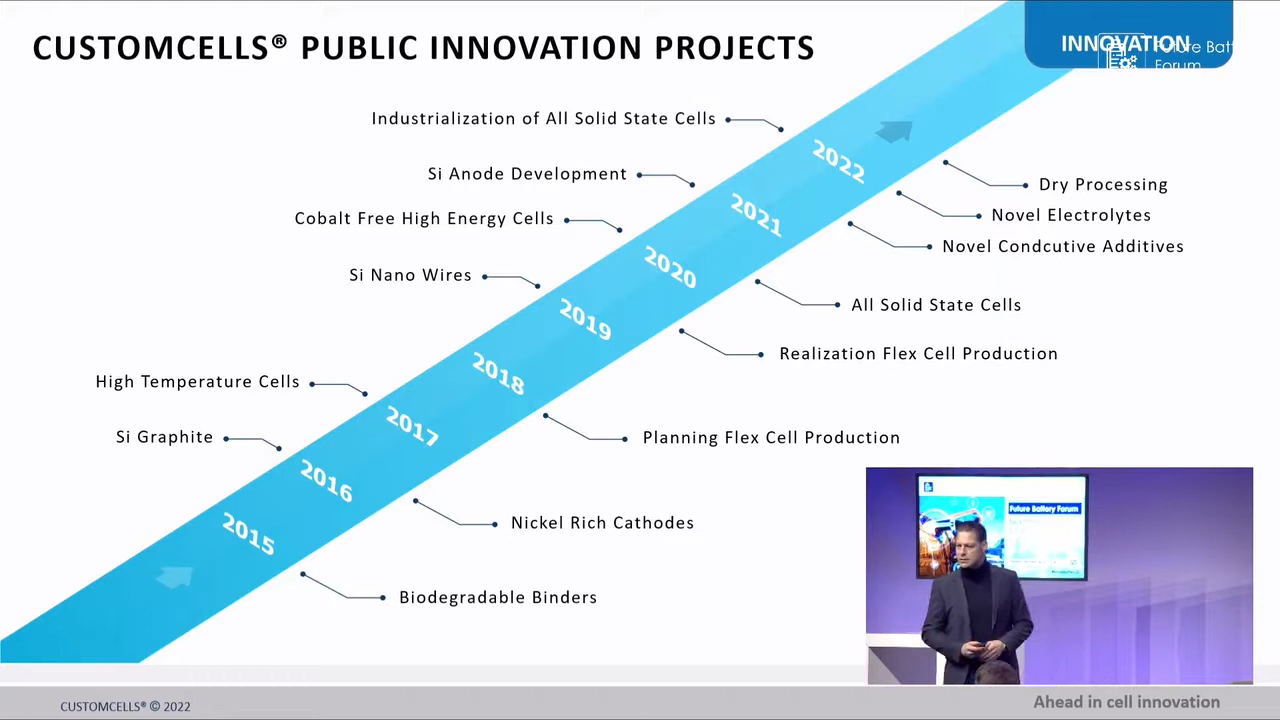 CUSTOMCELLS® PUBLIC INNOVATION PROJECTS
INNOVATION
Future Batt
Forum
Industrialization of All Solid State Cells
2022
Dry Processing
Si Anode Development
2021
Novel Electrolytes
Cobalt Free High Energy Cells
2020
Novel Condcutive Additives
Si Nano Wires
2019
All Solid State Cells
Realization Flex Cell Production
High Temperature Cells
2018
Si Graphite
2017
Planning Flex Cell Production
2016
Nickel Rich Cathodes
2015
Biodegradable Binders
Future Battery Forum
CUSTOMCELLS® © 2022
Ahead in cell innovation